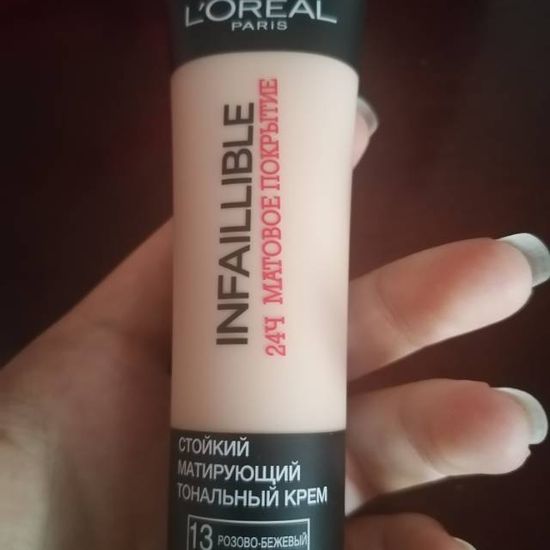 L'ORÉAL
PARIS
INFAILLIBLE
24Ч МАТОВОЕ ПОКРЫТИЕ
СТОЙКИЙ
МАТИРУЮЩИЙ
ТОНАЛЬНЫЙ КРЕМ
13 РОЗОВО-БЕЖЕВЫЙ